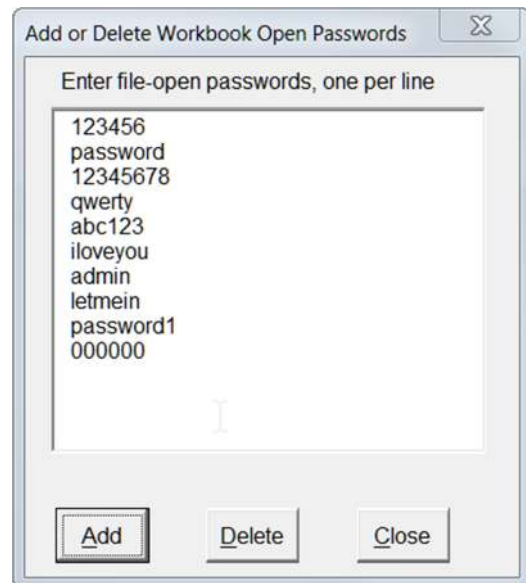 Add or Delete Workbook Open Passwords
Enter file-open passwords, one per line
123456
password
12345678
qwerty
abc123
iloveyou
admin
letmein
password1
000000
Add Delete Close